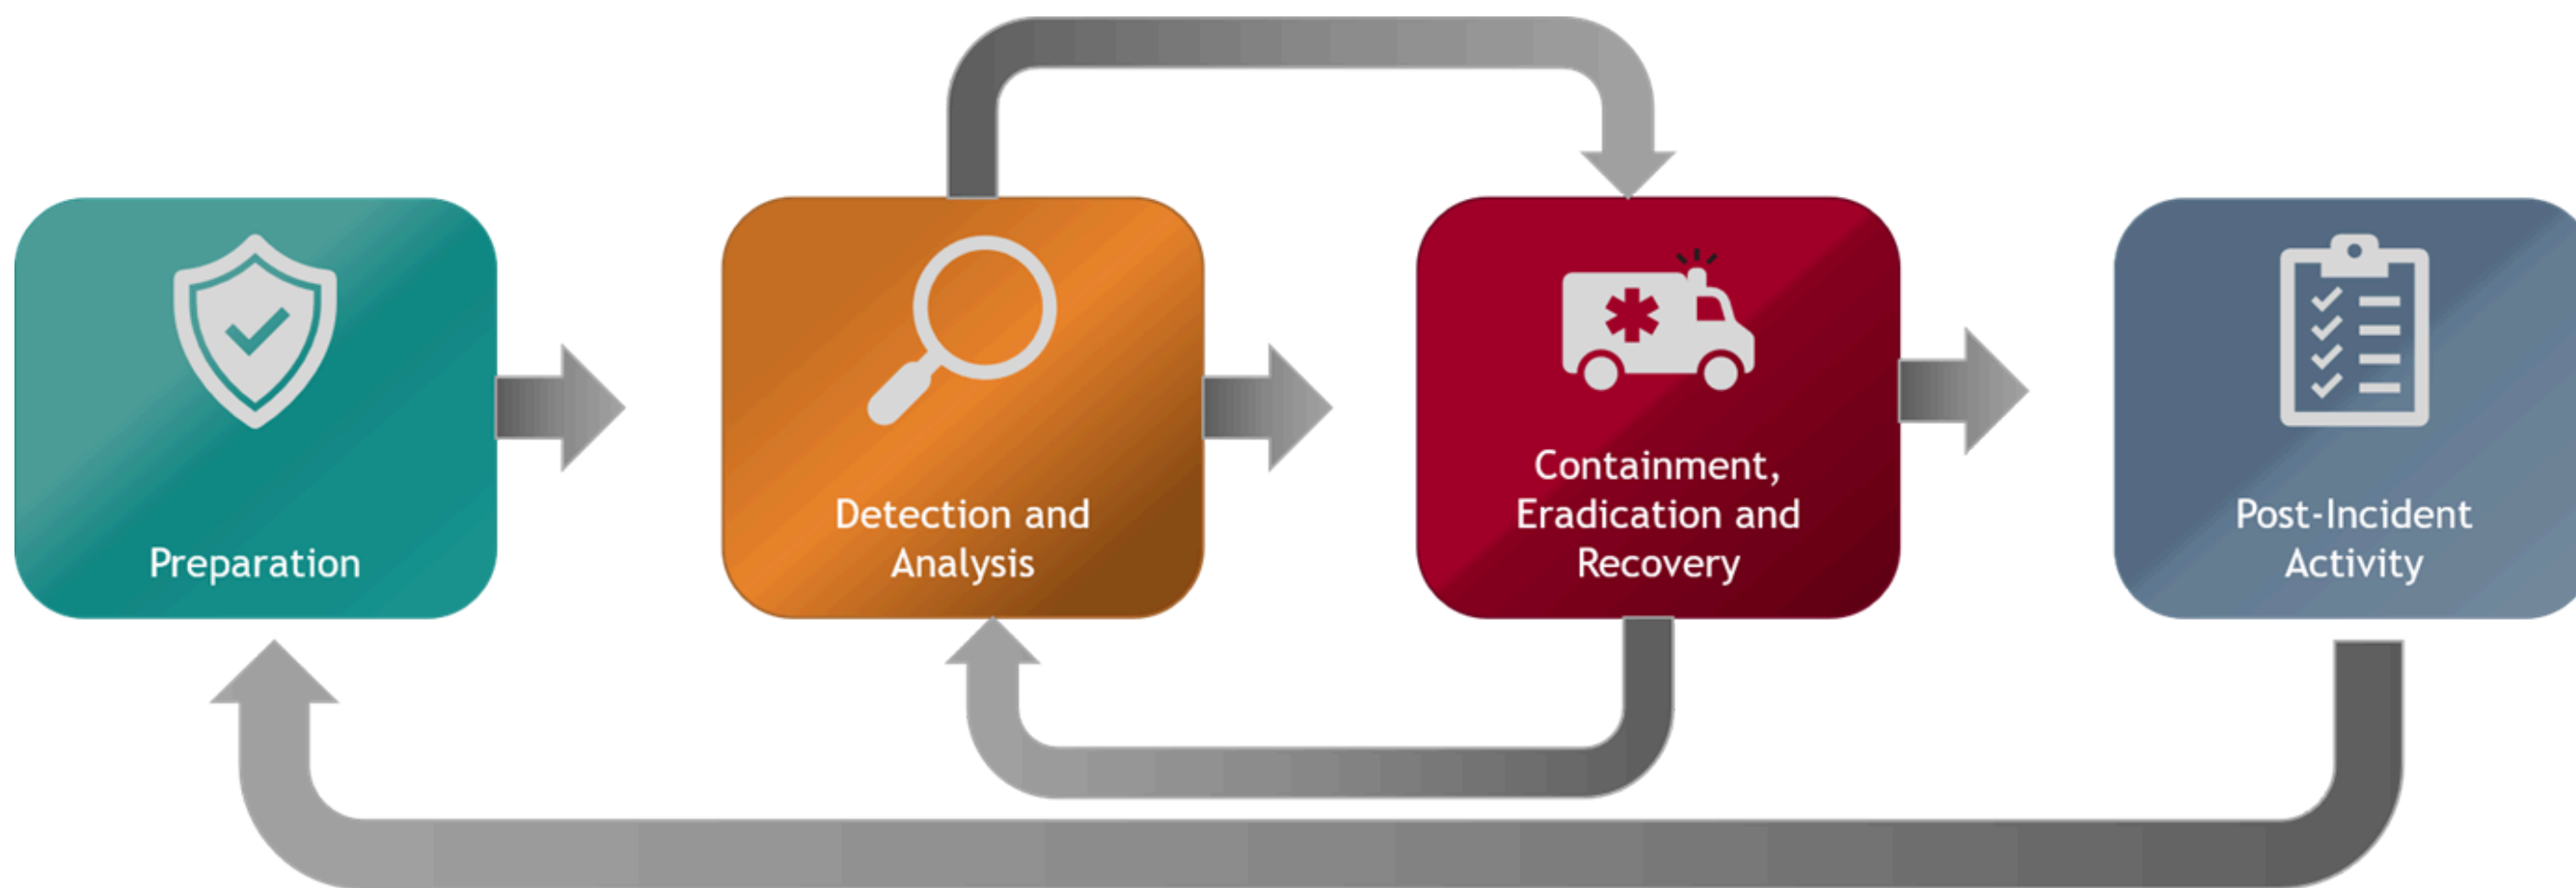 Preparation
Detection and
Analysis
Containment,
Eradication and
Recovery
Post-Incident
Activity